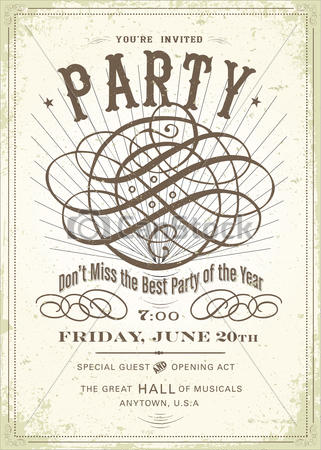 YOU'RE INVITED
PARTY
Don't Miss the Best Party of the Year
7:00
FRIDAY, JUNE 20TH
SPECIAL GUEST AND OPENING ACT
THE GREAT HALL OF MUSICALS
ANYTOWN, U.S.A